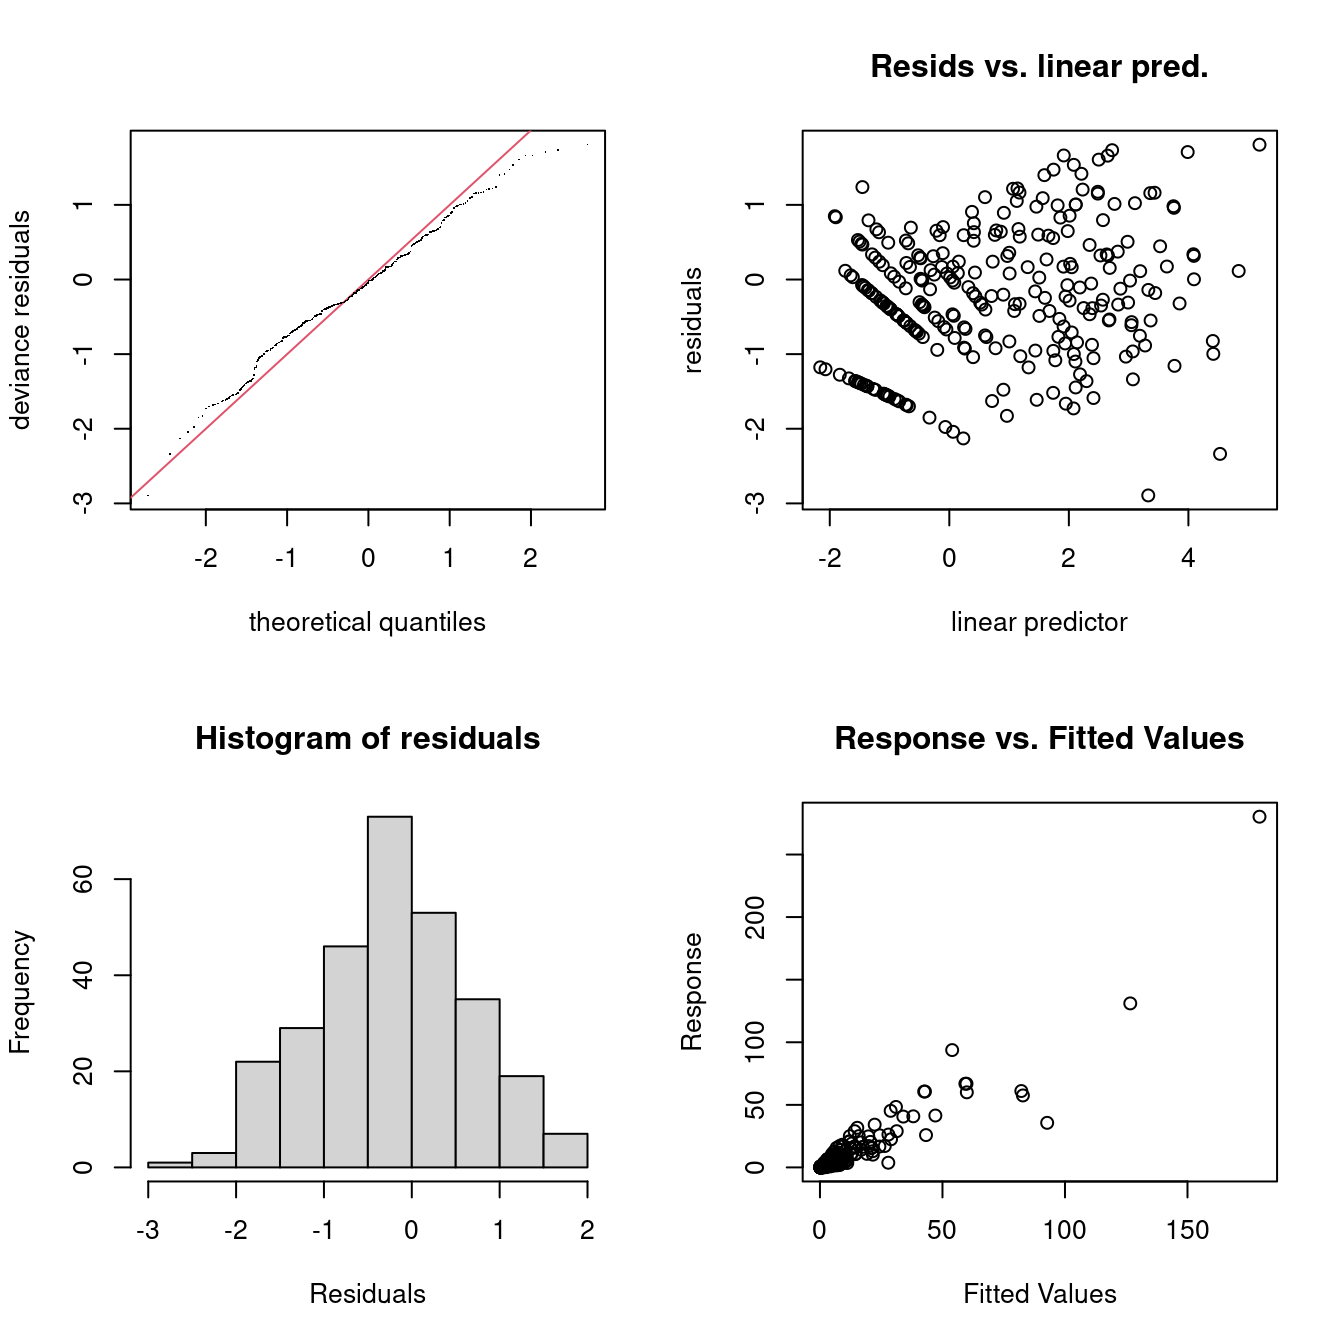 deviance residuals
1
0
-1
-2
-3
-2 -1 0 1 2
theoretical quantiles
Resids vs. linear pred.
residuals
1
0
-1
-2
-3
-2 0 2 4
linear predictor
Histogram of residuals
Frequency
60
40
20
0
-3 -2 -1 0 1 2
Residuals
Response vs. Fitted Values
Response
200
100
50
0
0 50 100 150
Fitted Values